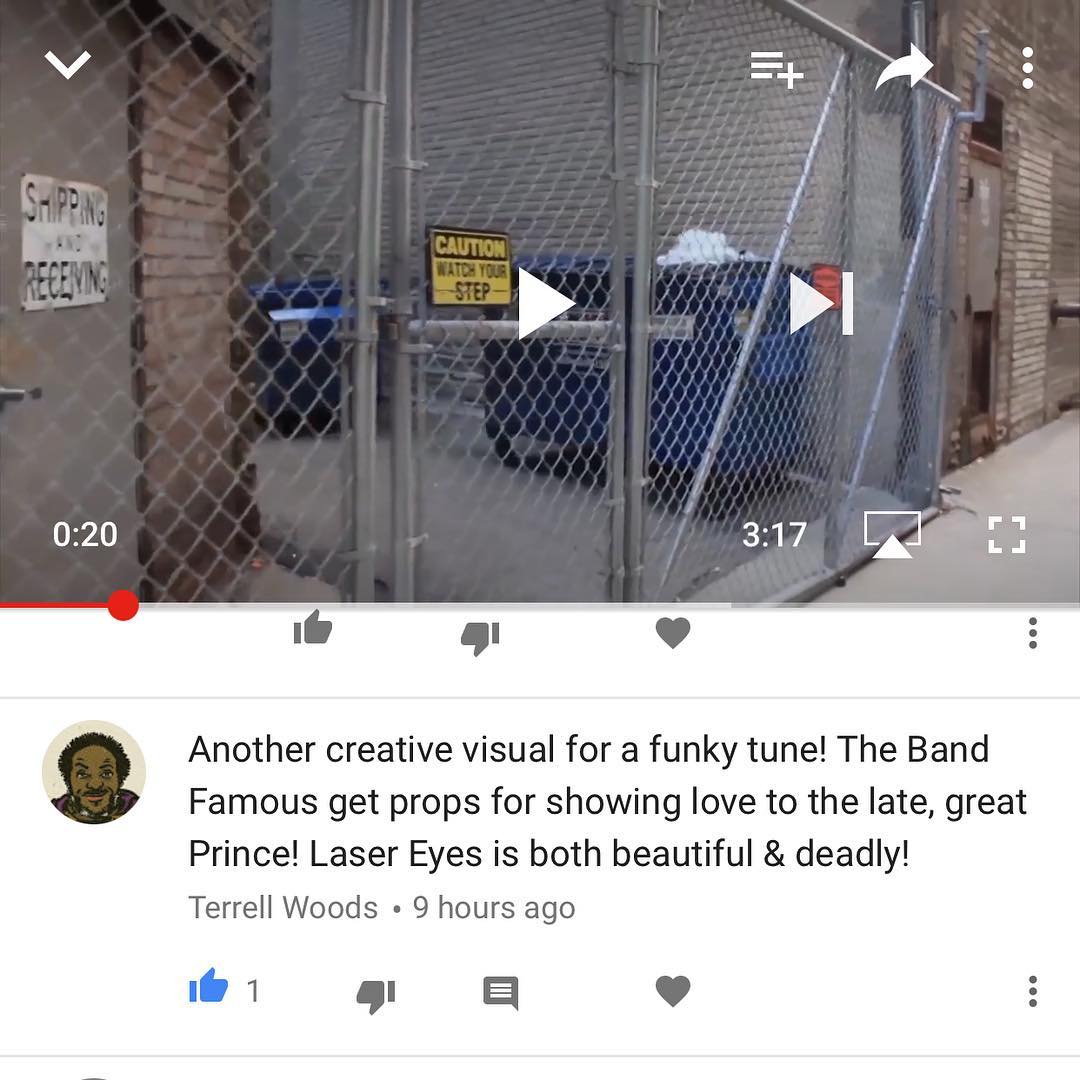 SHIPPING
AND
RECEIVING
CAUTION
WATCH YOUR
STEP
0:20
3:17
Another creative visual for a funky tune! The Band
Famous get props for showing love to the late, great
Prince! Laser Eyes is both beautiful & deadly!
Terrell Woods • 9 hours ago
1